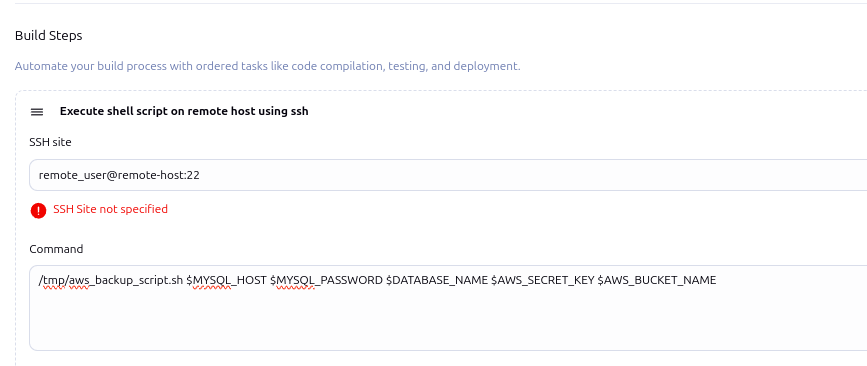 Build Steps
Automate your build process with ordered tasks like code compilation, testing, and deployment.
Execute shell script on remote host using ssh
SSH site
remote_user@remote-host:22
SSH Site not specified
Command
/tmp/aws_backup_script.sh $MYSQL_HOST $MYSQL_PASSWORD $DATABASE_NAME $AWS_SECRET_KEY $AWS_BUCKET_NAME